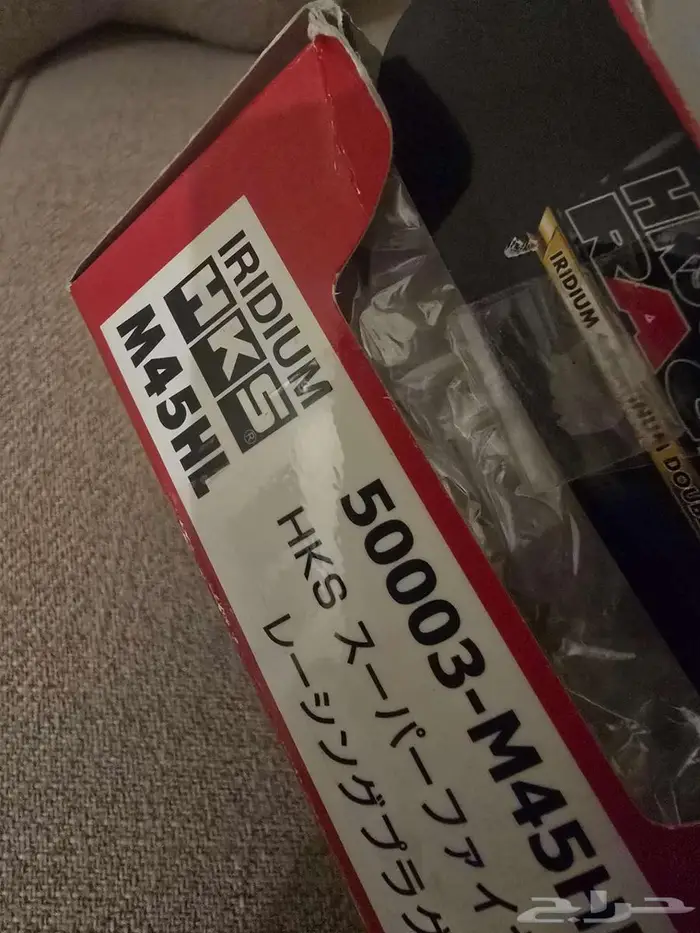 IRIDIUM
HKS®
M45HL
50003-M45H
HKS スーパーファイ
レーシングプラグ
IRIDIUM
حراج